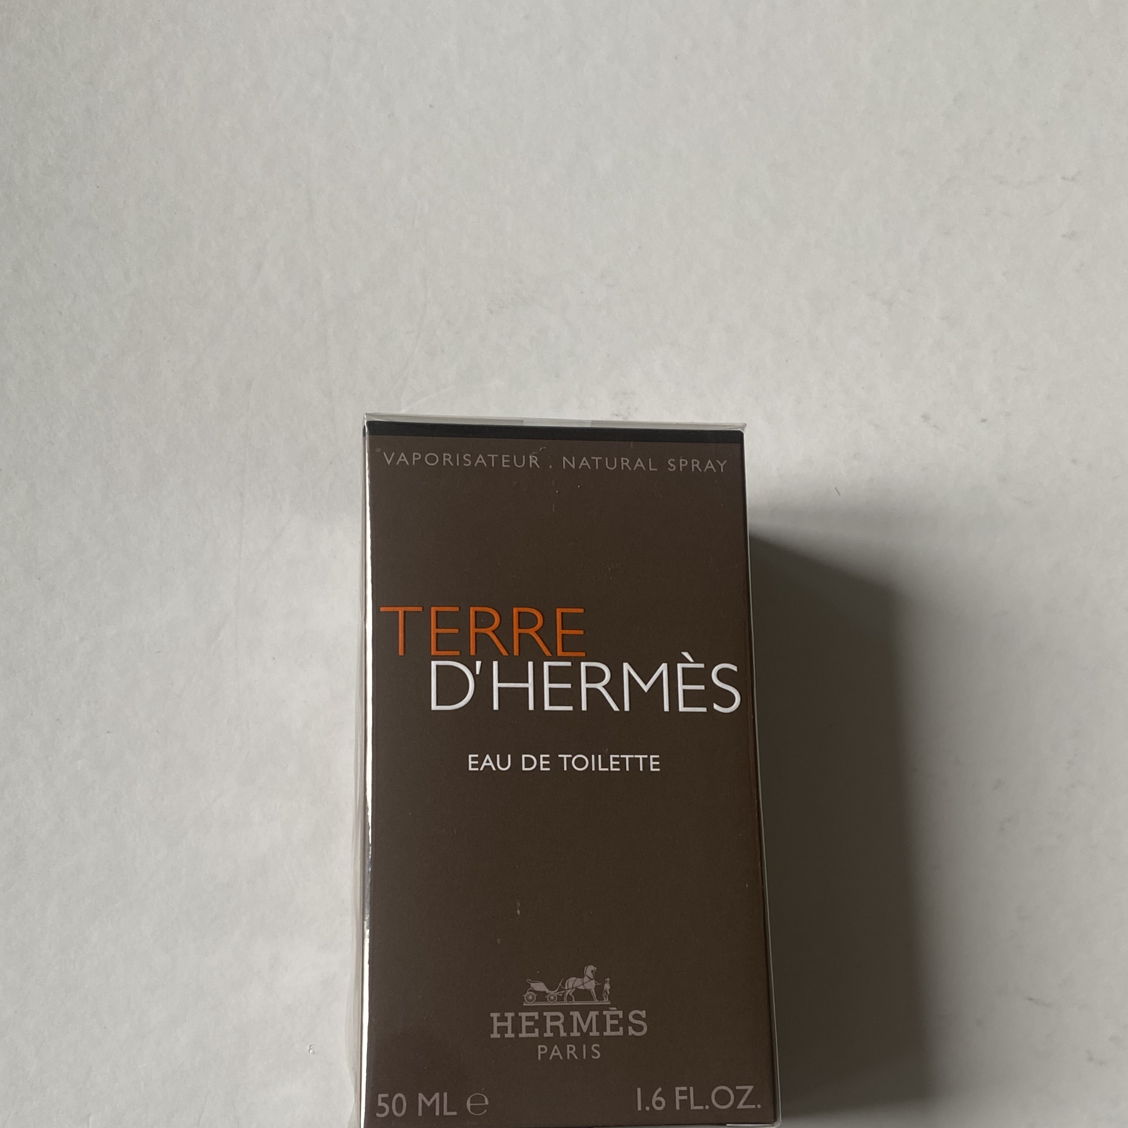 VAPORISATEUR . NATURAL SPRAY
TERRE
D'HERMÈS
EAU DE TOILETTE
HERMÈS
PARIS
50 ML ℮ 1.6 FL.OZ.